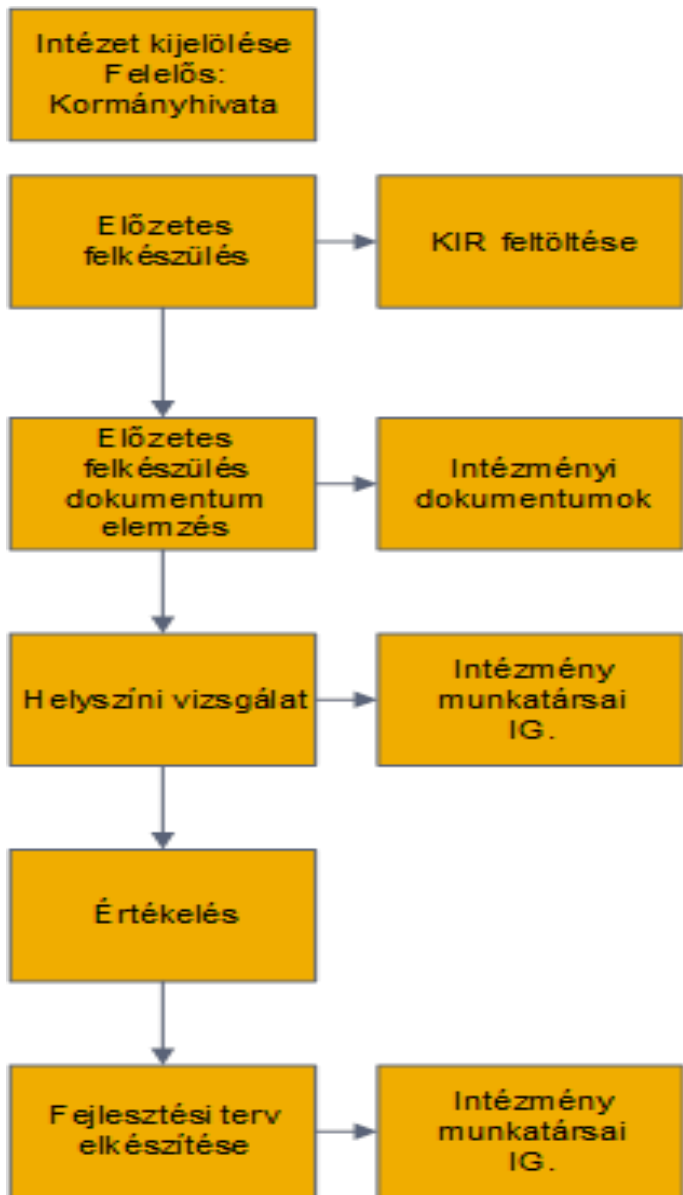 Intézet kijelölése
Felelős:
Kormányhivata
Előzetes
felkészülés
KIR feltöltése
Előzetes
felkészülés
dokumentum
elemzés
Intézményi
dokumentumok
Helyszíni vizsgálat
Intézmény
munkatársai
IG.
Értékelés
Fejlesztési terv
elkészítése
Intézmény
munkatársai
IG.